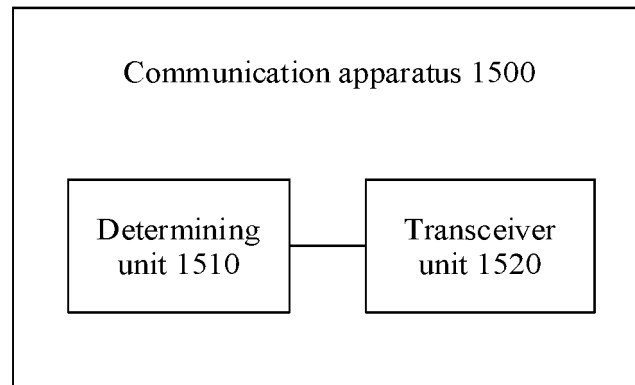 Communication apparatus 1500
Determining
unit 1510
Transceiver
unit 1520